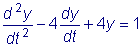 d²y/dt² − 4 dy/dt + 4y = 1